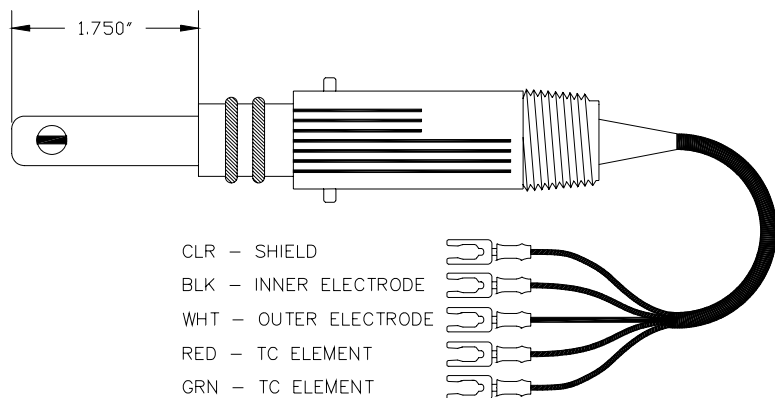 1.750"
CLR – SHIELD
BLK – INNER ELECTRODE
WHT – OUTER ELECTRODE
RED – TC ELEMENT
GRN – TC ELEMENT